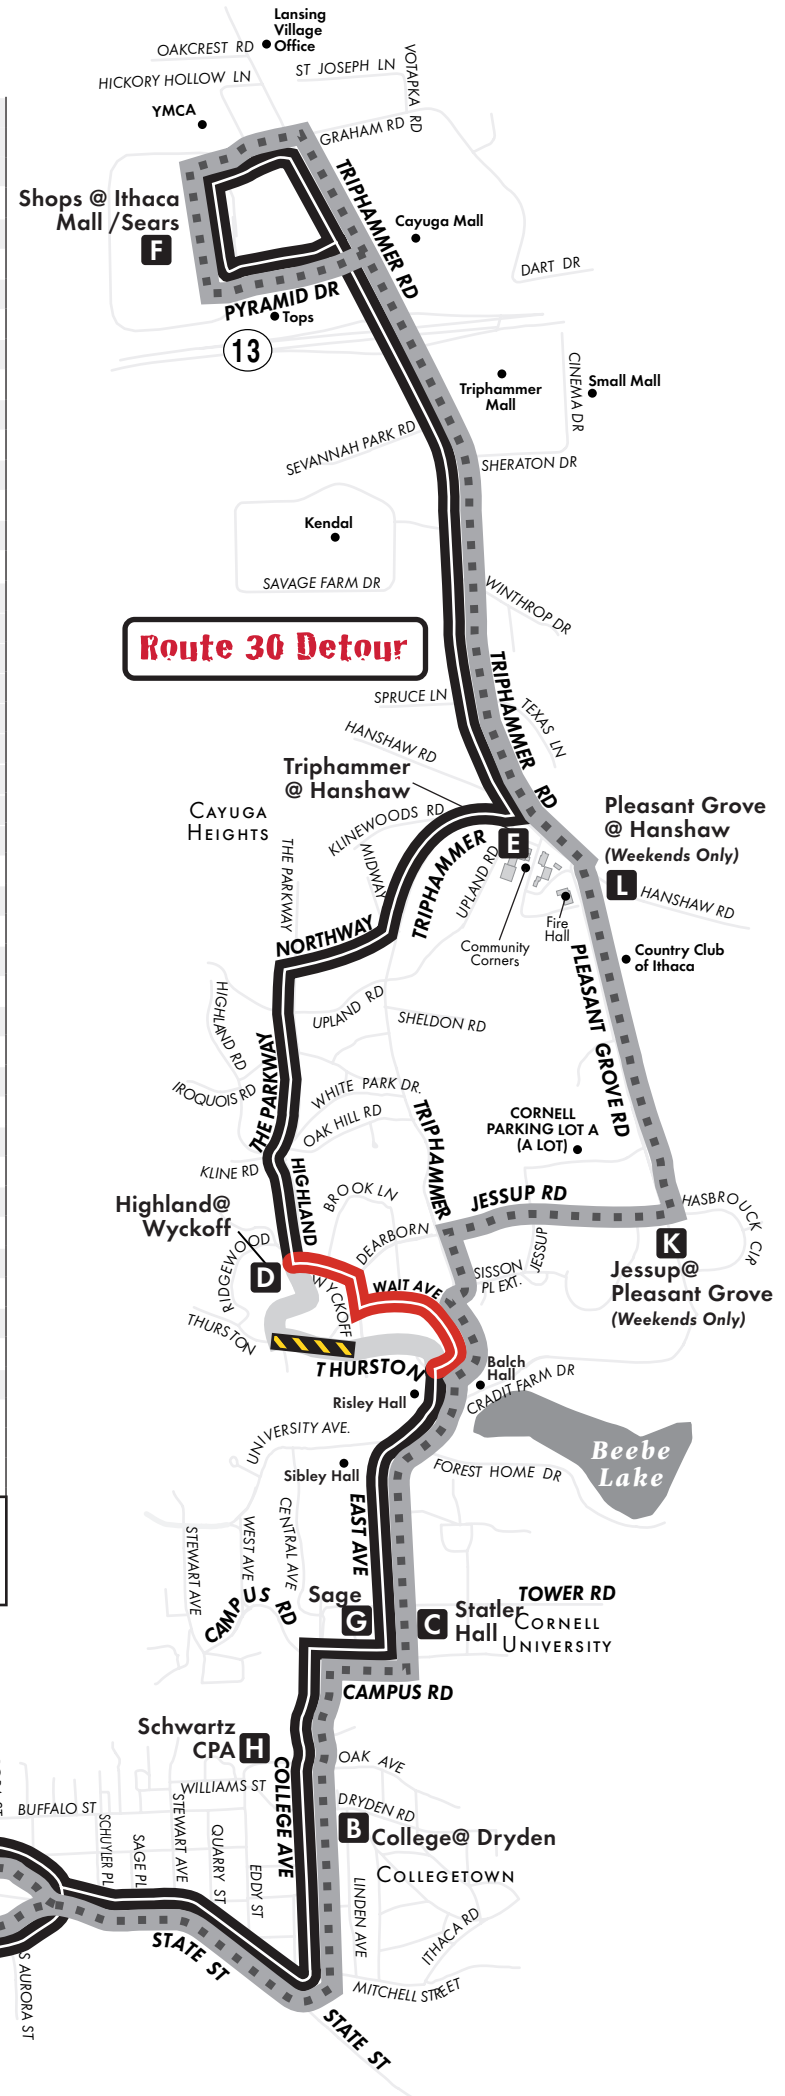 Lansing
Village
Office
OAKCREST RD
HICKORY HOLLOW LN
ST JOSEPH LN
VOTAPKA RD
YMCA
GRAHAM RD
TRIPHAMMER RD
Shops @ Ithaca
Mall /Sears
F
Cayuga Mall
DART DR
PYRAMID DR
Tops
13
Triphammer
Mall
CINEMA DR
Small Mall
SEVANNAH PARK RD
SHERATON DR
Kendal
SAVAGE FARM DR
WINTHROP DR
Route 30 Detour
TRIPHAMMER RD
SPRUCE LN
TEXAS LN
HANSHAW RD
Triphammer
@ Hanshaw
CAYUGA
HEIGHTS
KLINEWOODS RD
Pleasant Grove
@ Hanshaw
(Weekends Only)
E
L
THE PARKWAY
MIDWAY
TRIPHAMMER
UPLAND RD
HANSHAW RD
NORTHWAY
Fire
Hall
Community
Corners
Country Club
of Ithaca
PLEASANT GROVE RD
HIGHLAND RD
UPLAND RD
SHELDON RD
THE PARKWAY
IROQUOIS RD
WHITE PARK DR.
OAK HILL RD
TRIPHAMMER
CORNELL
PARKING LOT A
(A LOT)
KLINE RD
HIGHLAND
BROOK LN
JESSUP RD
HASBROUCK CIR
Highland@
Wyckoff
D
RIDGEWOOD
DEARBORN
SISSON
PL EXT.
JESSUP
K
Jessup@
Pleasant Grove
(Weekends Only)
WYCKOFF
WAIT AVE
THURSTON
THURSTON
Balch
Hall
CRADIT FARM DR
Risley Hall
UNIVERSITY AVE.
Beebe
Lake
Sibley Hall
FOREST HOME DR
STEWART AVE
WEST AVE
CENTRAL AVE
EAST AVE
CAMPUS RD
Sage
G
C
Statler
Hall
TOWER RD
CORNELL
UNIVERSITY
CAMPUS RD
Schwartz
CPA
H
OAK AVE
COLLEGE AVE
WILLIAMS ST
BUFFALO ST
DRYDEN RD
B
College@ Dryden
SCHUYLER PL
SAGE PL
STEWART AVE
QUARRY ST
EDDY ST
COLLEGETOWN
LINDEN AVE
ITHACA RD
STATE ST
MITCHELL STREET
S AURORA ST
STATE ST